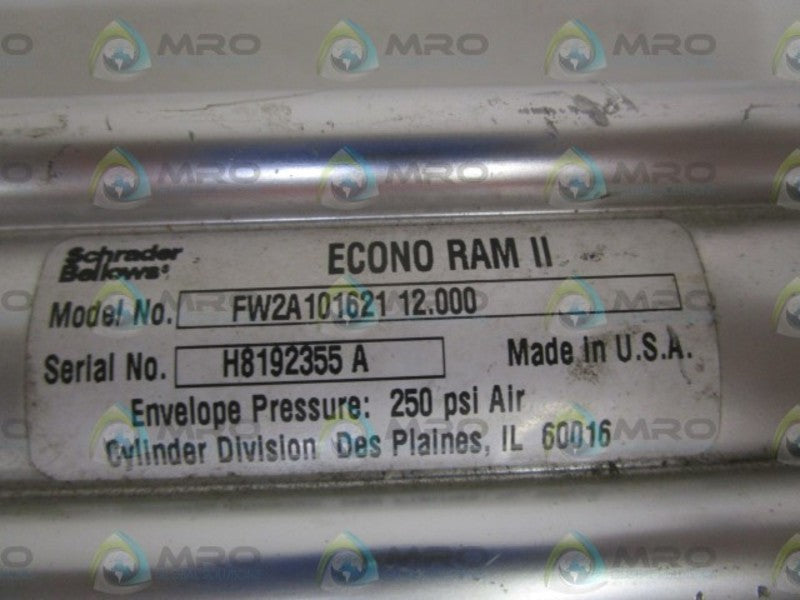 Schrader Bellows®
ECONO RAM II
Model No. FW2A101621 12.000
Serial No. H8192355 A Made in U.S.A.
Envelope Pressure: 250 psi Air
Cylinder Division Des Plaines, IL 60016
MRO